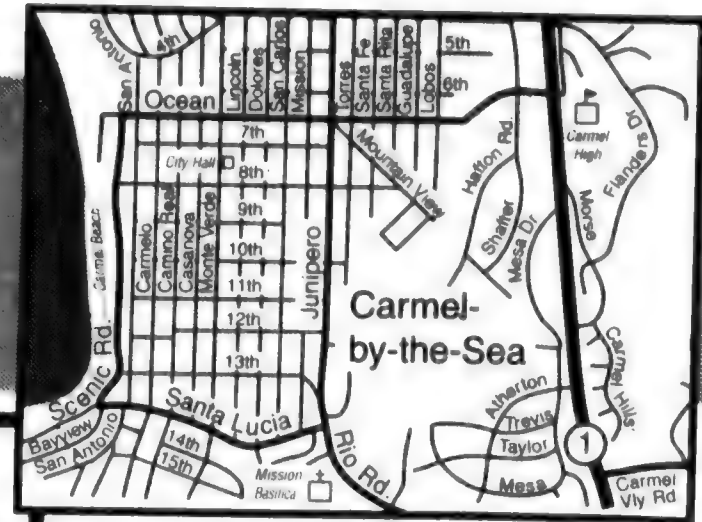 San Antonio
4th
Lincoln
Dolores
San Carlos
Mission
Torres
Santa Fe
Santa Rita
Guadalupe
Lobos
5th
6th
Ocean
7th
City Hall
8th
9th
10th
11th
12th
13th
Carmel Beach
Carmelo
Camino Real
Casanova
Monte Verde
Junipero
Mountain View
Hatton Rd.
Shafter
Mesa Dr
Carmel
High
Flanders Dr
Morse
Carmel-
by-the-Sea
Carmel Hills
Scenic Rd.
Santa Lucia
Bayview
San Antonio
14th
15th
Mission
Basilica
Rio Rd.
Atherton
Trevis
Taylor
Mesa
1
Carmel
Vly Rd